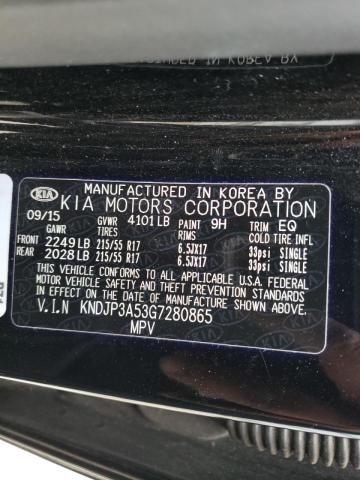 MANUFACTURED IN KOREA BY
KIA KIA MOTORS CORPORATION
09/15 GVWR 4101LB PAINT 9H TRIM EQ
GAWR TIRES RIMS COLD TIRE INFL
FRONT 2249LB 215/55 R17 6.5JX17 33psi SINGLE
REAR 2028LB 215/55 R17 6.5JX17 33psi SINGLE
THIS VEHICLE CONFORMS TO ALL APPLICABLE U.S.A. FEDERAL
MOTOR VEHICLE SAFETY, BUMPER, AND THEFT PREVENTION STANDARDS
IN EFFECT ON THE DATE OF MANUFACTURE SHOWN ABOVE.
V.I.N KNDJP3A53G7280865
MPV